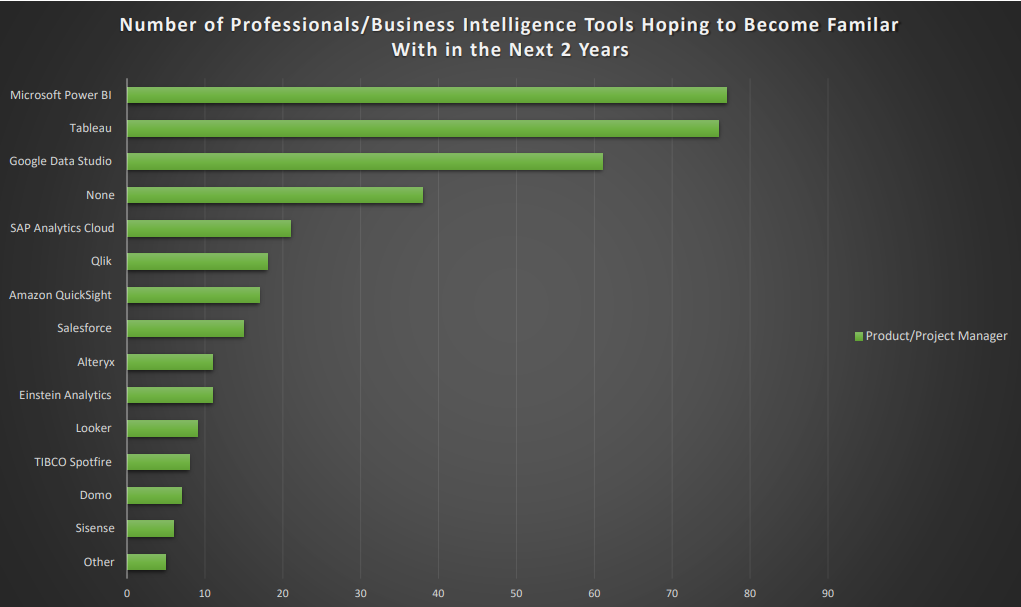 Number of Professionals/Business Intelligence Tools Hoping to Become Familar
With in the Next 2 Years
Microsoft Power BI
Tableau
Google Data Studio
None
SAP Analytics Cloud
Qlik
Amazon QuickSight
Salesforce
Alteryx
Einstein Analytics
Looker
TIBCO Spotfire
Domo
Sisense
Other
0 10 20 30 40 50 60 70 80 90
Product/Project Manager